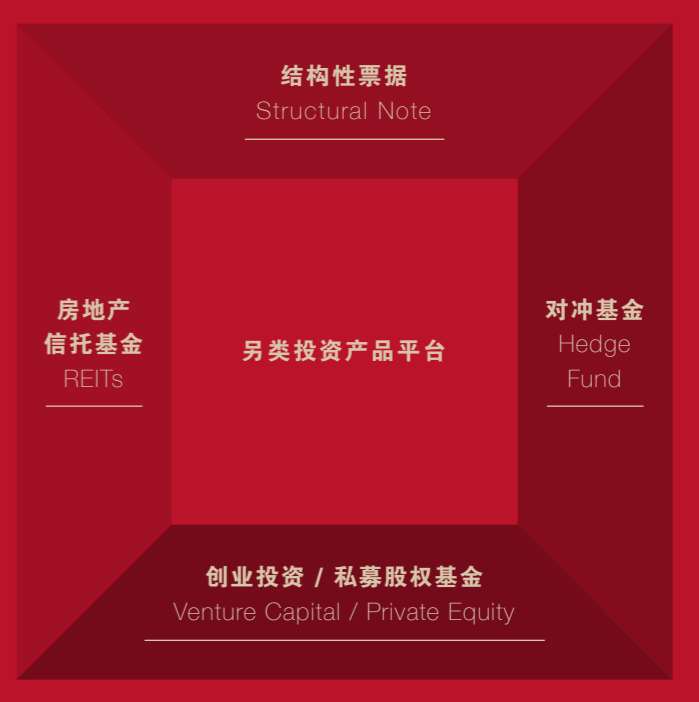 结构性票据
Structural Note
房地产
信托基金
REITs
另类投资产品平台
对冲基金
Hedge
Fund
创业投资 / 私募股权基金
Venture Capital / Private Equity